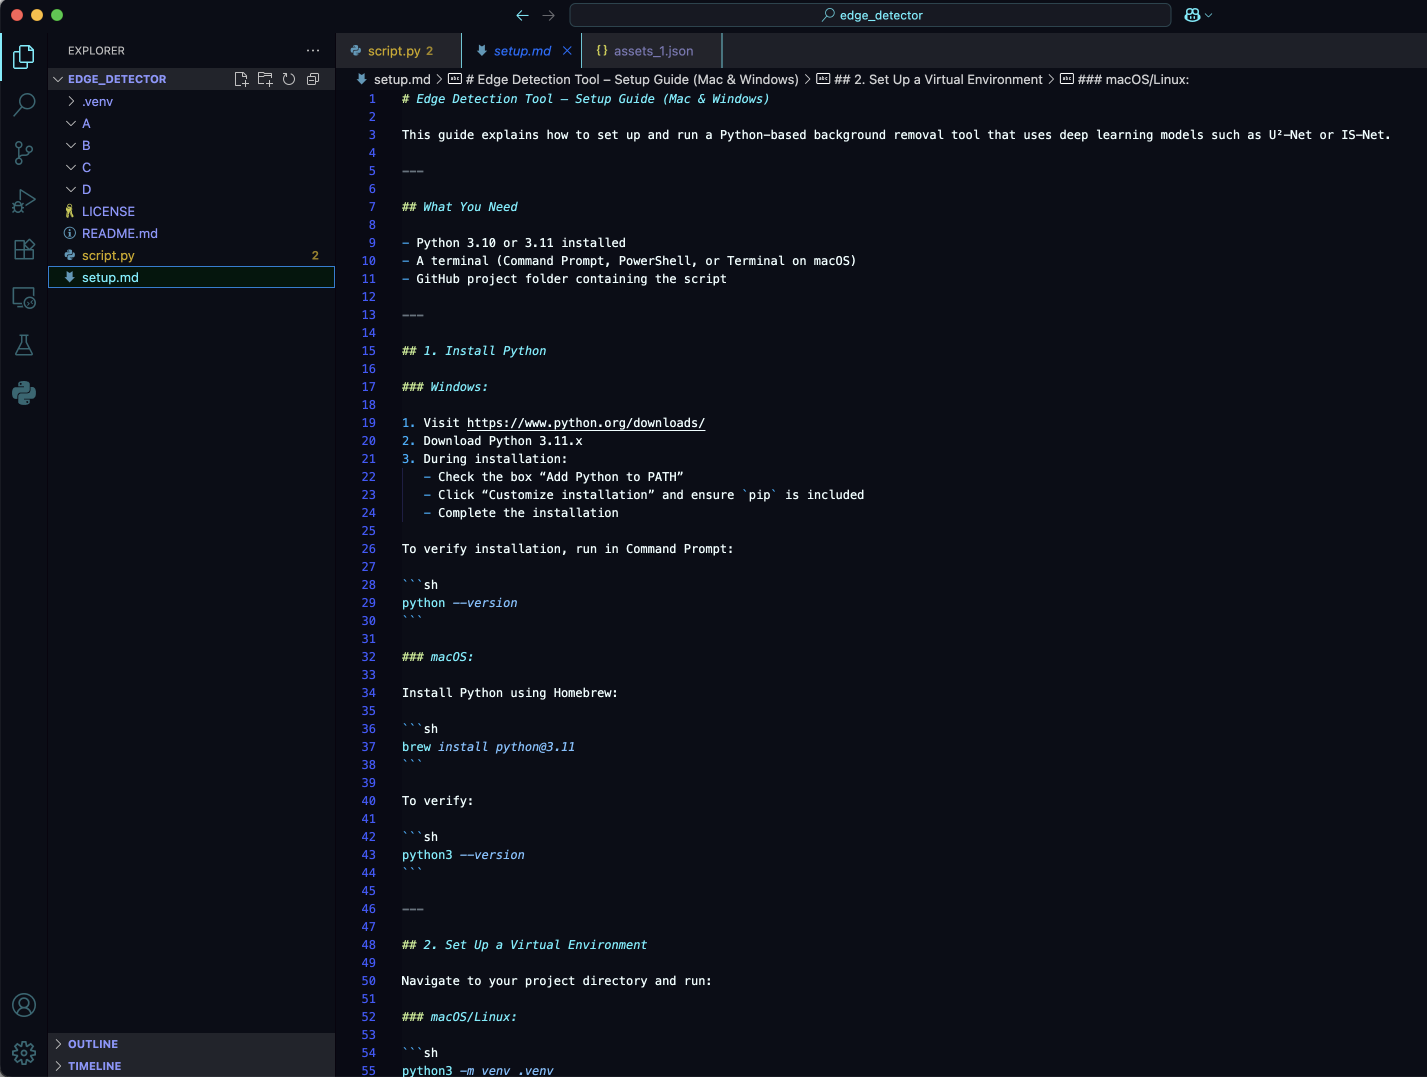 edge_detector
EXPLORER
script.py 2
setup.md
{} assets_1.json
EDGE_DETECTOR
setup.md > # Edge Detection Tool – Setup Guide (Mac & Windows) > ## 2. Set Up a Virtual Environment > ### macOS/Linux:
.venv
A
B
C
D
LICENSE
README.md
script.py 2
setup.md
OUTLINE
TIMELINE
1 # Edge Detection Tool – Setup Guide (Mac & Windows)
2
3 This guide explains how to set up and run a Python-based background removal tool that uses deep learning models such as U²-Net or IS-Net.
4
5 ---
6
7 ## What You Need
8
9 - Python 3.10 or 3.11 installed
10 - A terminal (Command Prompt, PowerShell, or Terminal on macOS)
11 - GitHub project folder containing the script
12
13 ---
14
15 ## 1. Install Python
16
17 ### Windows:
18
19 1. Visit https://www.python.org/downloads/
20 2. Download Python 3.11.x
21 3. During installation:
22 - Check the box “Add Python to PATH”
23 - Click “Customize installation” and ensure `pip` is included
24 - Complete the installation
25
26 To verify installation, run in Command Prompt:
27
28 ```sh
29 python --version
30 ```
31
32 ### macOS:
33
34 Install Python using Homebrew:
35
36 ```sh
37 brew install python@3.11
38 ```
39
40 To verify:
41
42 ```sh
43 python3 --version
44 ```
45
46 ---
47
48 ## 2. Set Up a Virtual Environment
49
50 Navigate to your project directory and run:
51
52 ### macOS/Linux:
53
54 ```sh
55 python3 -m venv .venv